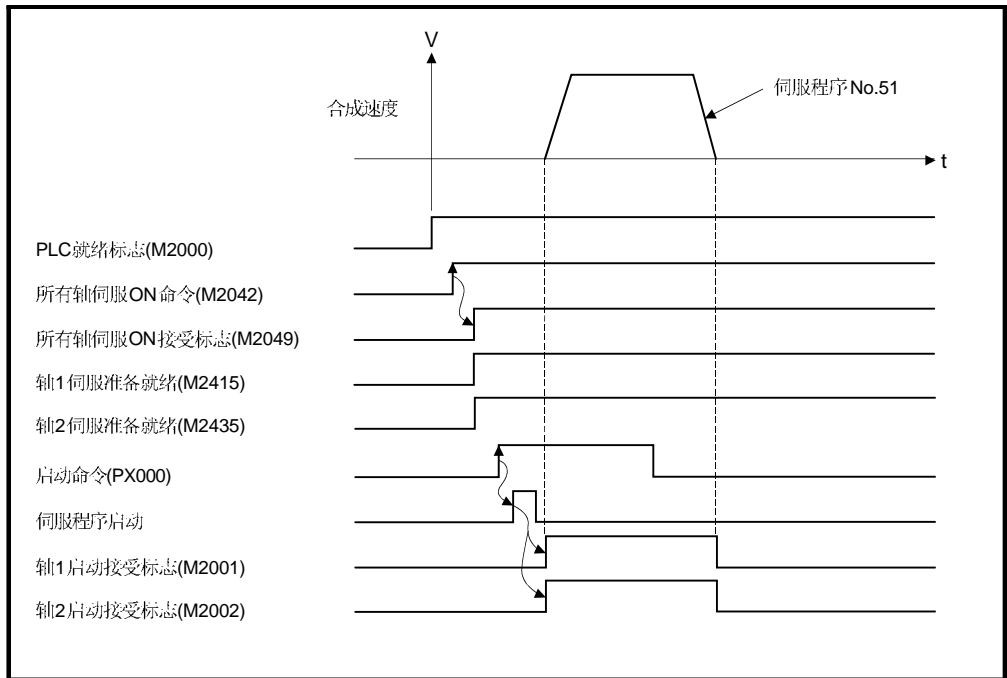 V
合成速度
伺服程序No.51
t
PLC就绪标志(M2000)
所有轴伺服ON命令(M2042)
所有轴伺服ON接受标志(M2049)
轴1伺服准备就绪(M2415)
轴2伺服准备就绪(M2435)
启动命令(PX000)
伺服程序启动
轴1启动接受标志(M2001)
轴2启动接受标志(M2002)